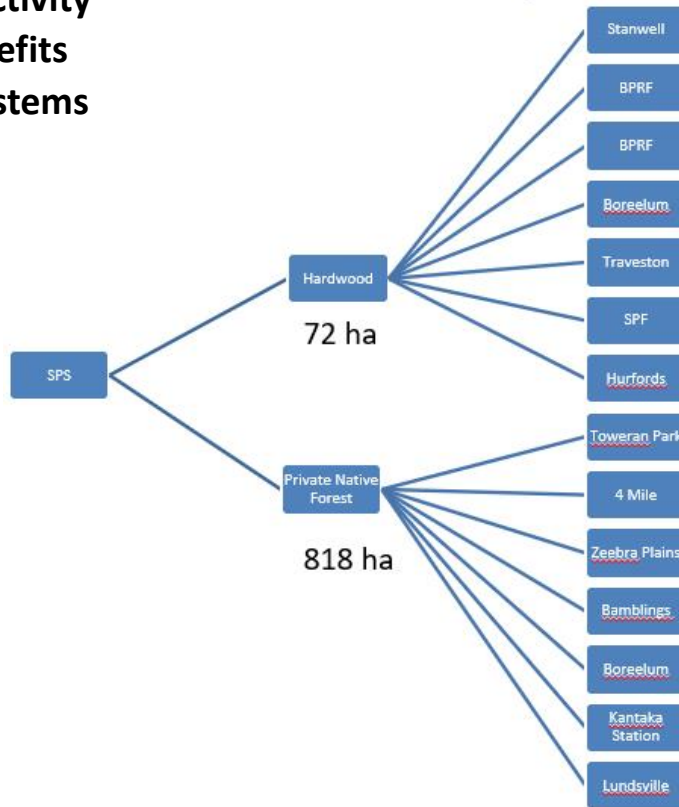 ctivity
efits
stems
SPS
Hardwood
72 ha
Private Native
Forest
818 ha
Stanwell
BPRF
BPRF
Boreelum
Traveston
SPF
Hurfords
Toweran Park
4 Mile
Zeebra Plains
Bamblings
Boreelum
Kantaka
Station
Lundsville